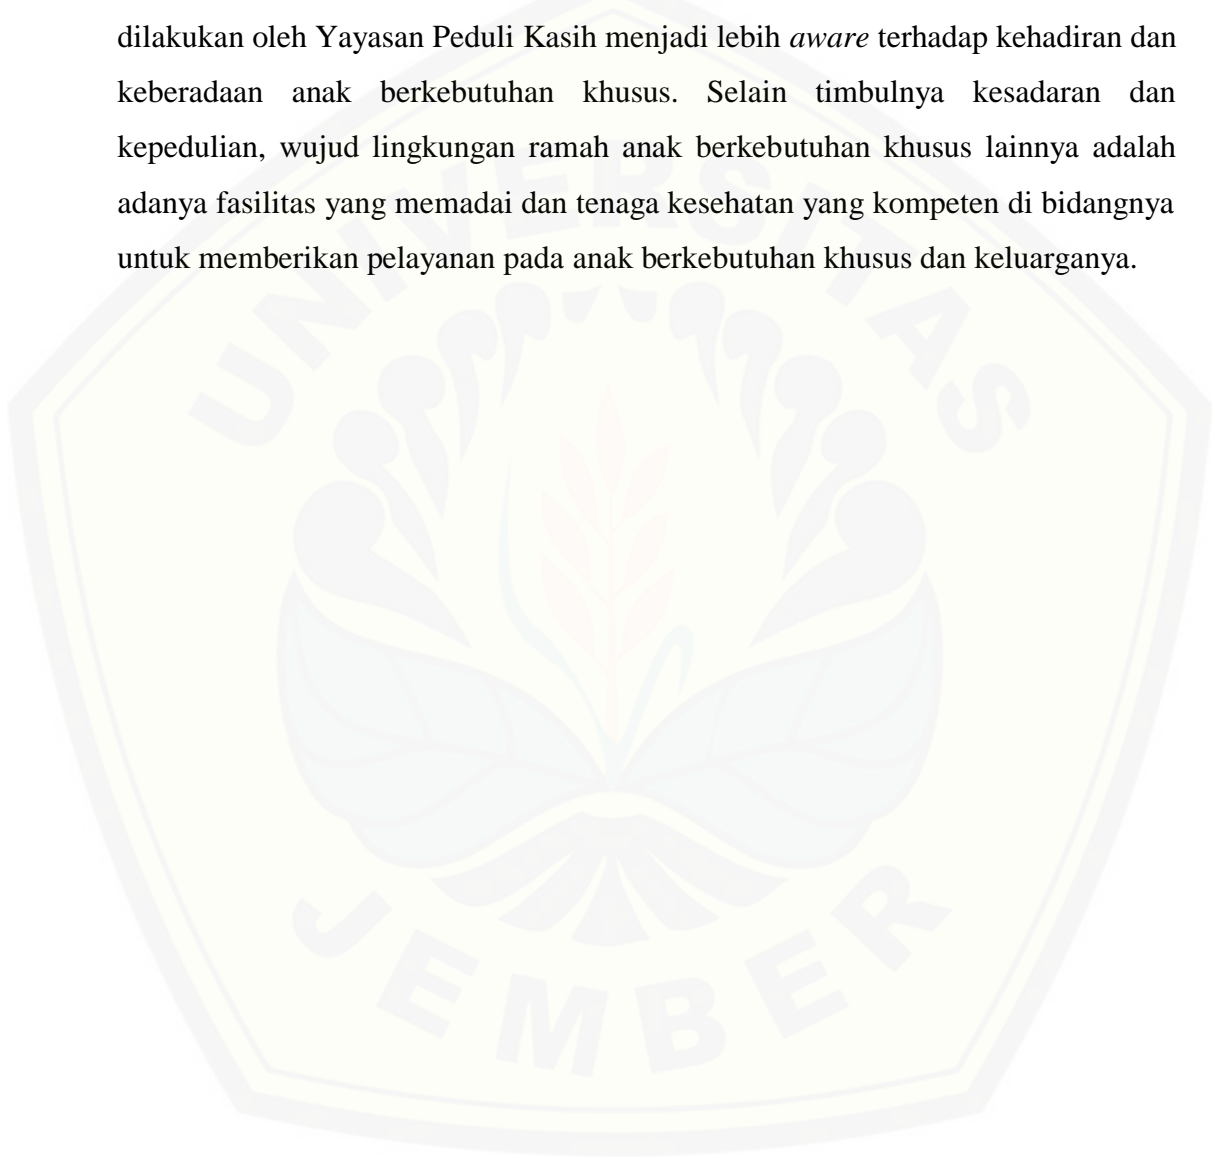 dilakukan oleh Yayasan Peduli Kasih menjadi lebih aware terhadap kehadiran dan
keberadaan anak berkebutuhan khusus. Selain timbulnya kesadaran dan
kepedulian, wujud lingkungan ramah anak berkebutuhan khusus lainnya adalah
adanya fasilitas yang memadai dan tenaga kesehatan yang kompeten di bidangnya
untuk memberikan pelayanan pada anak berkebutuhan khusus dan keluarganya.
UNIVERSITAS
JEMBER